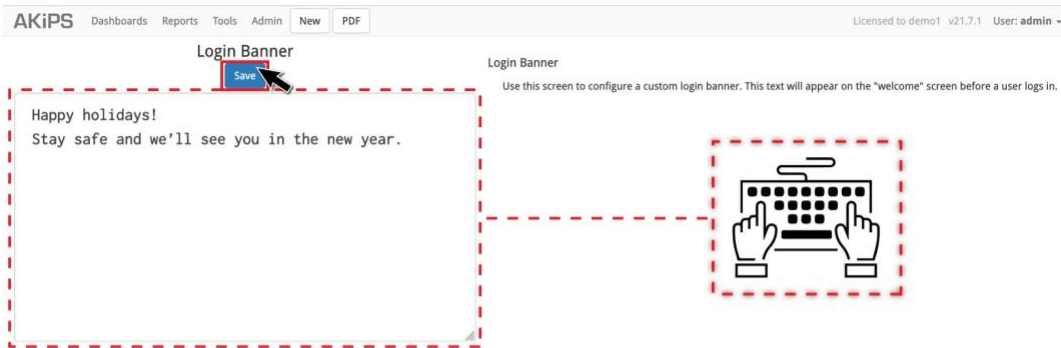 AKiPS Dashboards Reports Tools Admin New PDF Licensed to demo1 v21.7.1 User: admin
Login Banner
Save
Happy holidays!
Stay safe and we’ll see you in the new year.
Login Banner
Use this screen to configure a custom login banner. This text will appear on the "welcome" screen before a user logs in.